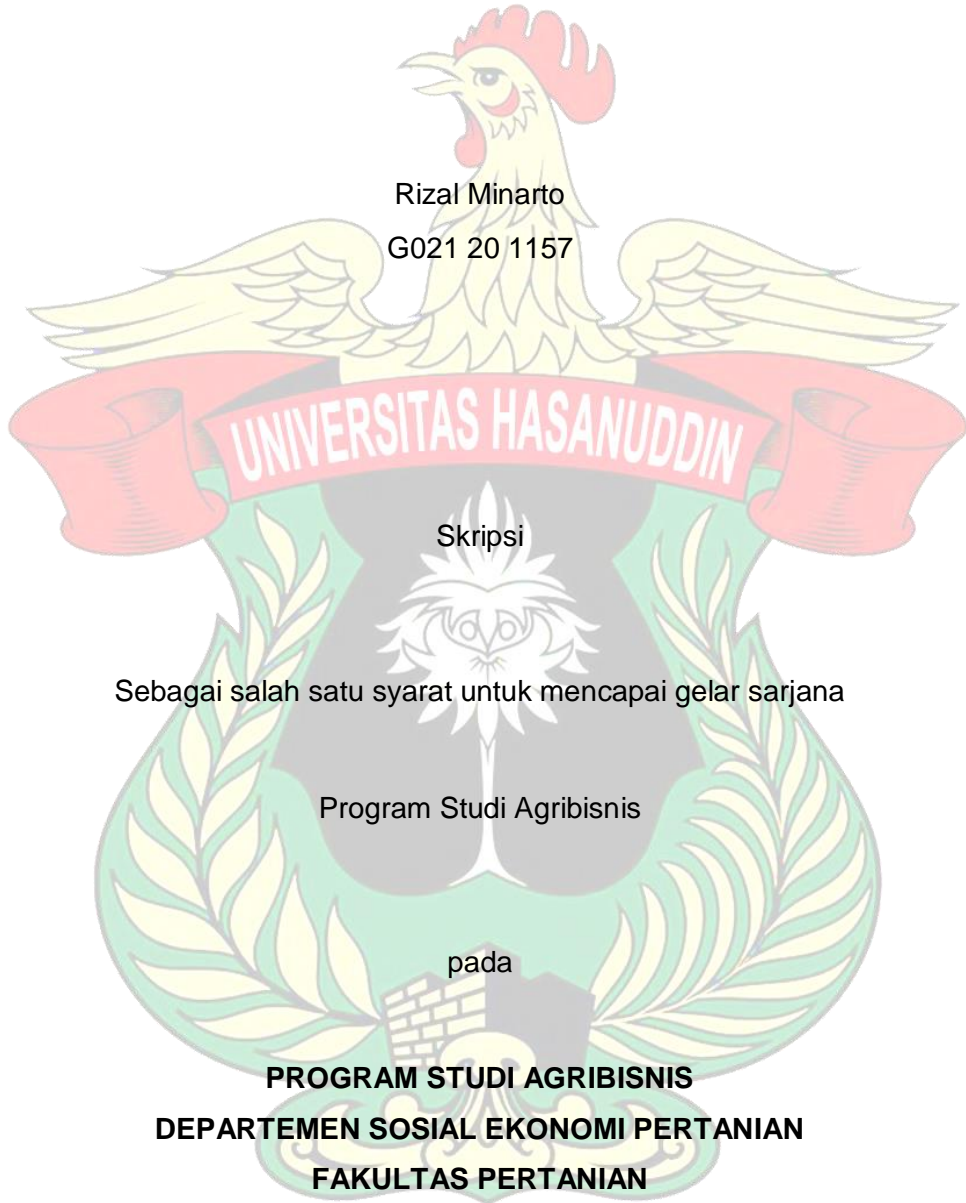 Rizal Minarto
G021 20 1157
UNIVERSITAS HASANUDDIN
Skripsi
Sebagai salah satu syarat untuk mencapai gelar sarjana
Program Studi Agribisnis
pada
PROGRAM STUDI AGRIBISNIS
DEPARTEMEN SOSIAL EKONOMI PERTANIAN
FAKULTAS PERTANIAN